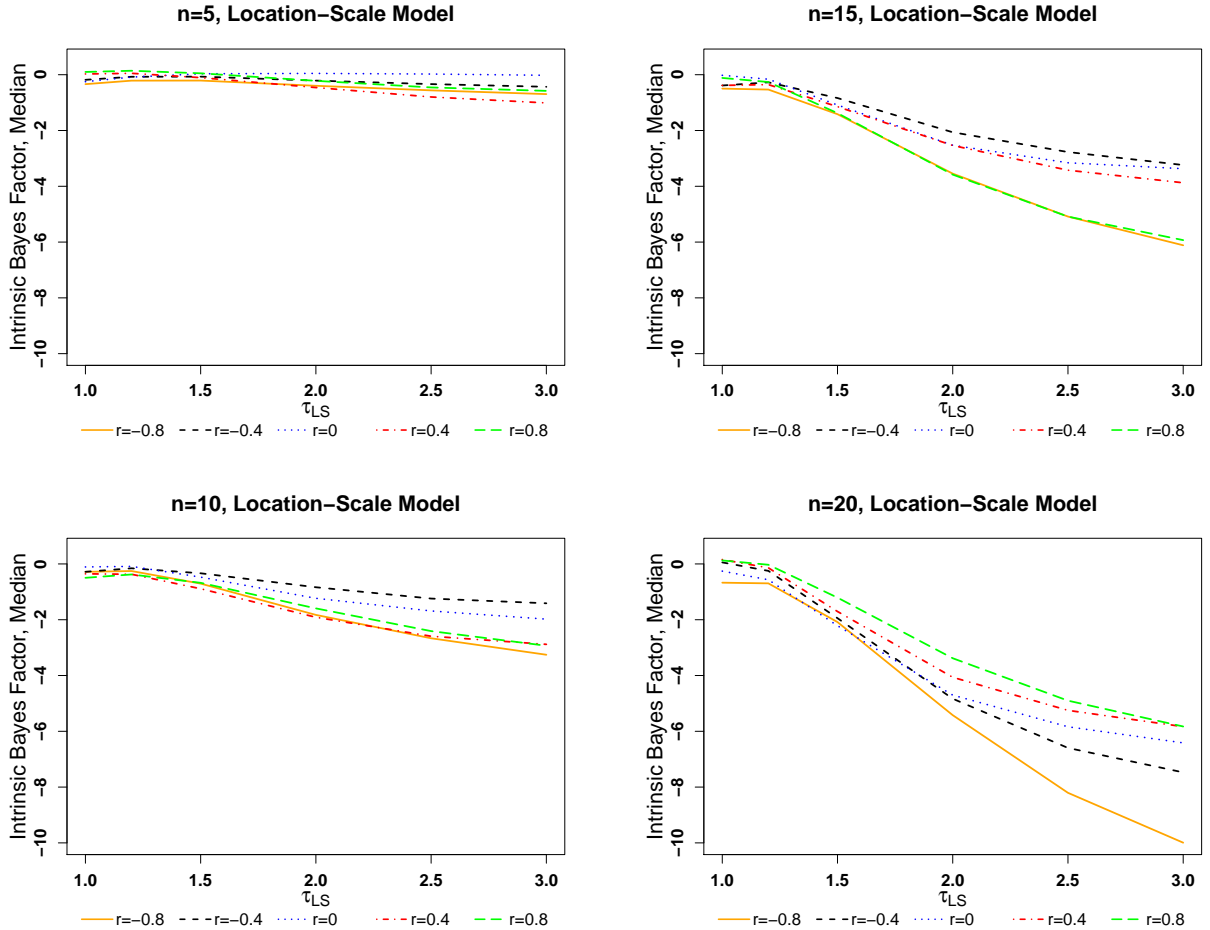 n=5, Location−Scale Model
Intrinsic Bayes Factor, Median
0
−2
−4
−6
−8
−10
1.0 1.5 2.0 2.5 3.0
τLS
r=−0.8 r=−0.4 r=0 r=0.4 r=0.8
n=15, Location−Scale Model
Intrinsic Bayes Factor, Median
0
−2
−4
−6
−8
−10
1.0 1.5 2.0 2.5 3.0
τLS
r=−0.8 r=−0.4 r=0 r=0.4 r=0.8
n=10, Location−Scale Model
Intrinsic Bayes Factor, Median
0
−2
−4
−6
−8
−10
1.0 1.5 2.0 2.5 3.0
τLS
r=−0.8 r=−0.4 r=0 r=0.4 r=0.8
n=20, Location−Scale Model
Intrinsic Bayes Factor, Median
0
−2
−4
−6
−8
−10
1.0 1.5 2.0 2.5 3.0
τLS
r=−0.8 r=−0.4 r=0 r=0.4 r=0.8